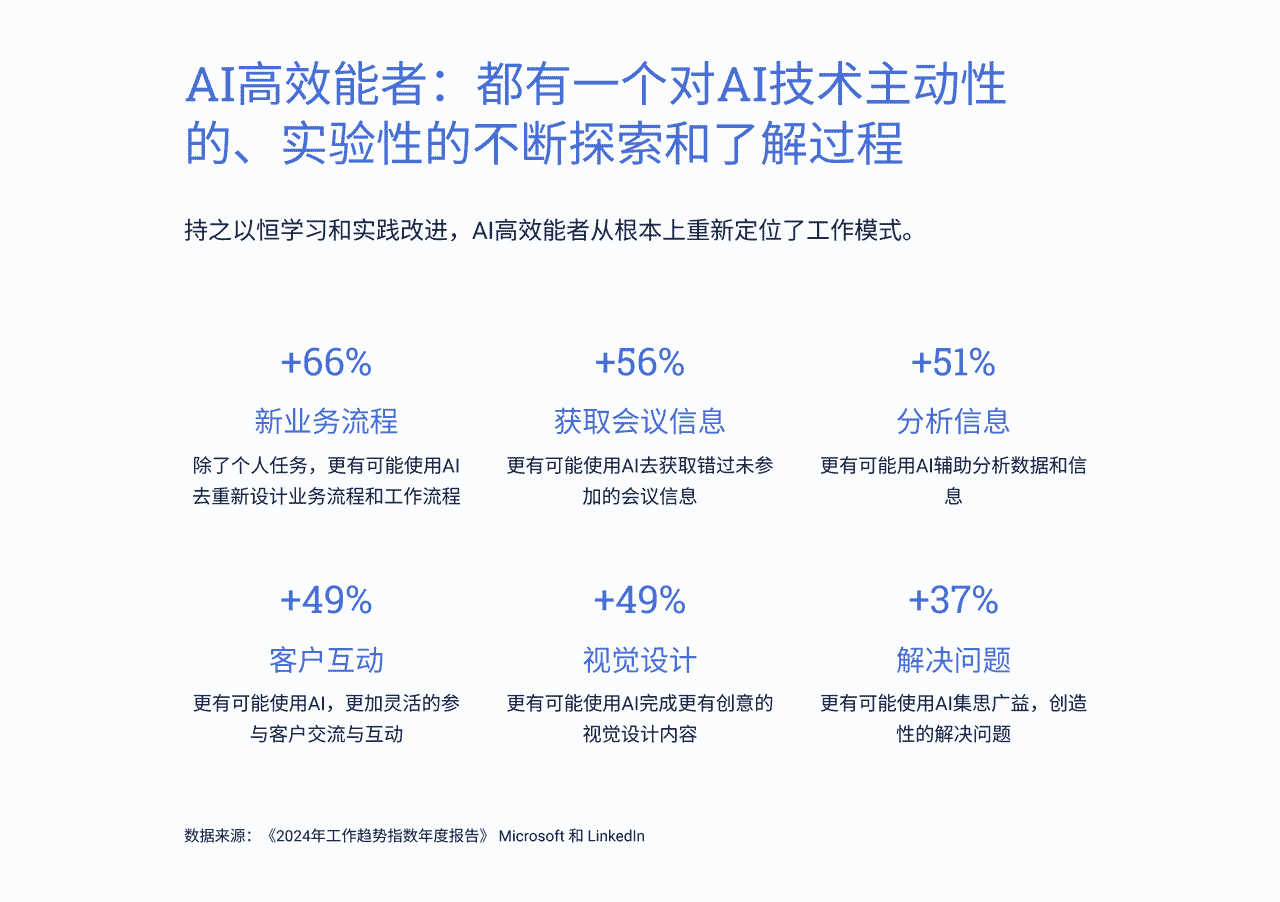 AI高效能者：都有一个对AI技术主动性
的、实验性的不断探索和了解过程
持之以恒学习和实践改进，AI高效能者从根本上重新定位了工作模式。
+66%
新业务流程
除了个人任务，更有可能使用AI
去重新设计业务流程和工作流程
+56%
获取会议信息
更有可能使用AI去获取错过未参
加的会议信息
+51%
分析信息
更有可能用AI辅助分析数据和信
息
+49%
客户互动
更有可能使用AI，更加灵活的参
与客户交流与互动
+49%
视觉设计
更有可能使用AI完成更有创意的
视觉设计内容
+37%
解决问题
更有可能使用AI集思广益，创造
性的解决问题
数据来源：《2024年工作趋势指数年度报告》 Microsoft 和 LinkedIn